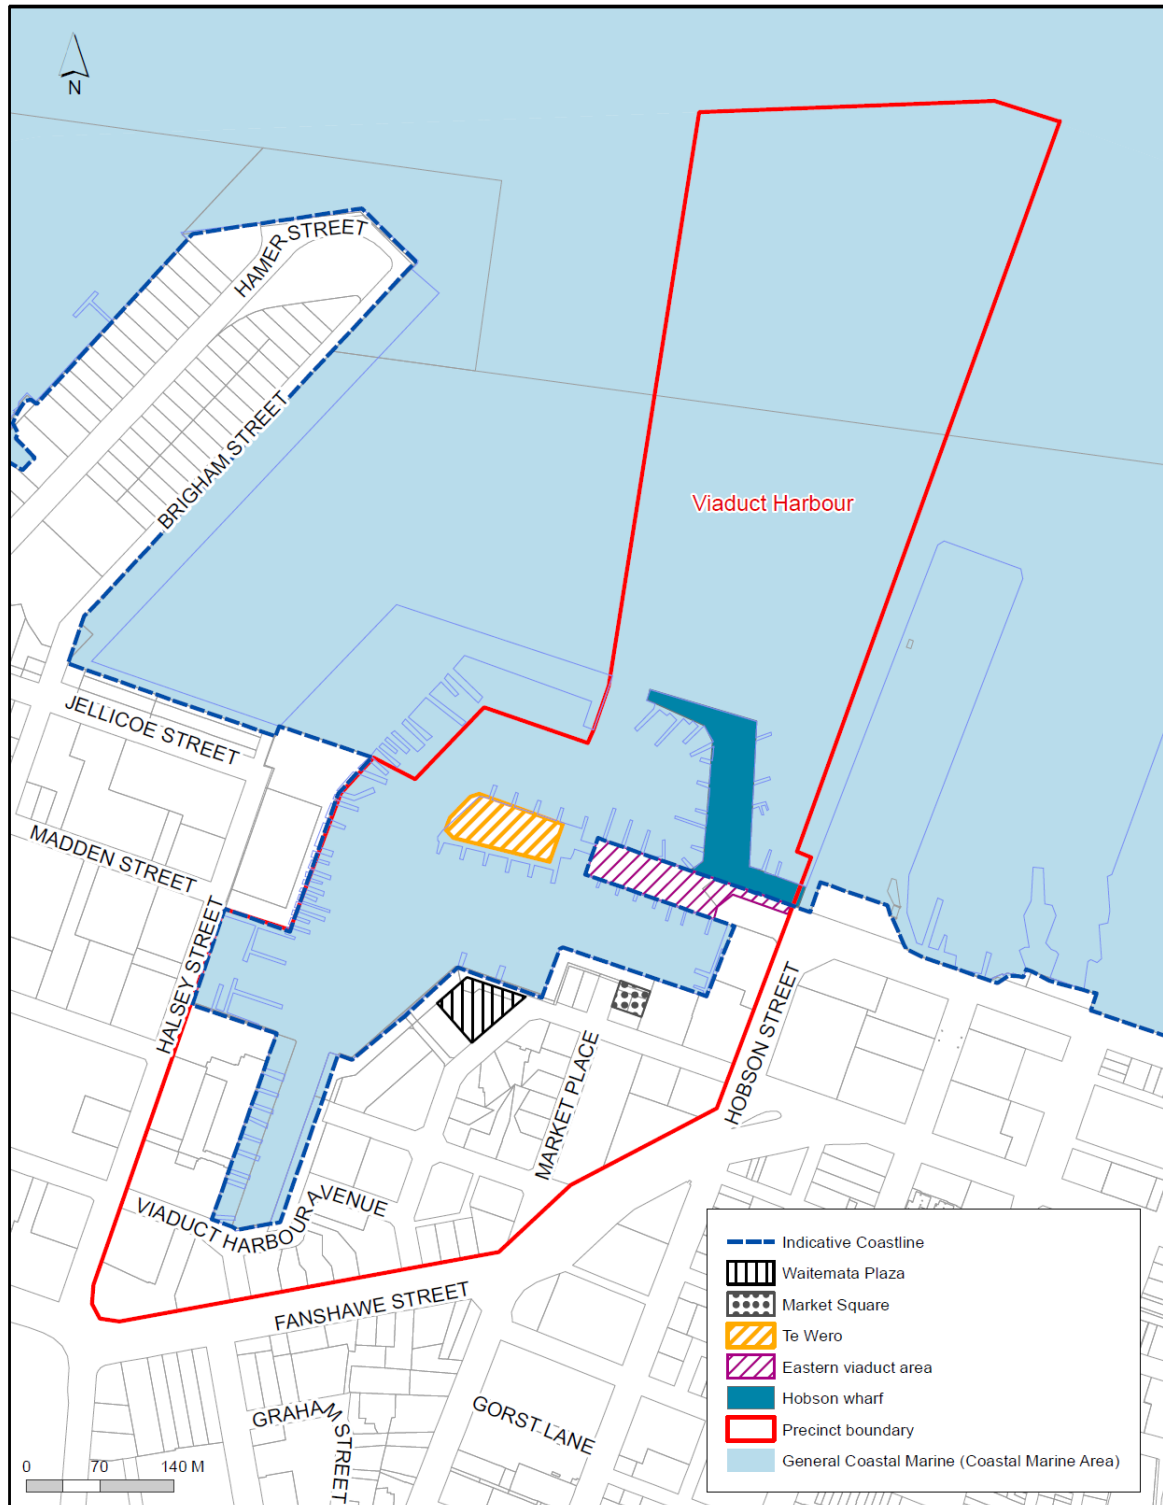 N
HAMER STREET
BRIGHAM STREET
Viaduct Harbour
JELLICOE STREET
MADDEN STREET
HALSEY STREET
HOBSON STREET
MARKET PLACE
VIADUCT HARBOUR AVENUE
FANSHAWE STREET
GRAHAM STREET
GORST LANE
0 70 140 M
Indicative Coastline
Waitemata Plaza
Market Square
Te Wero
Eastern viaduct area
Hobson wharf
Precinct boundary
General Coastal Marine (Coastal Marine Area)